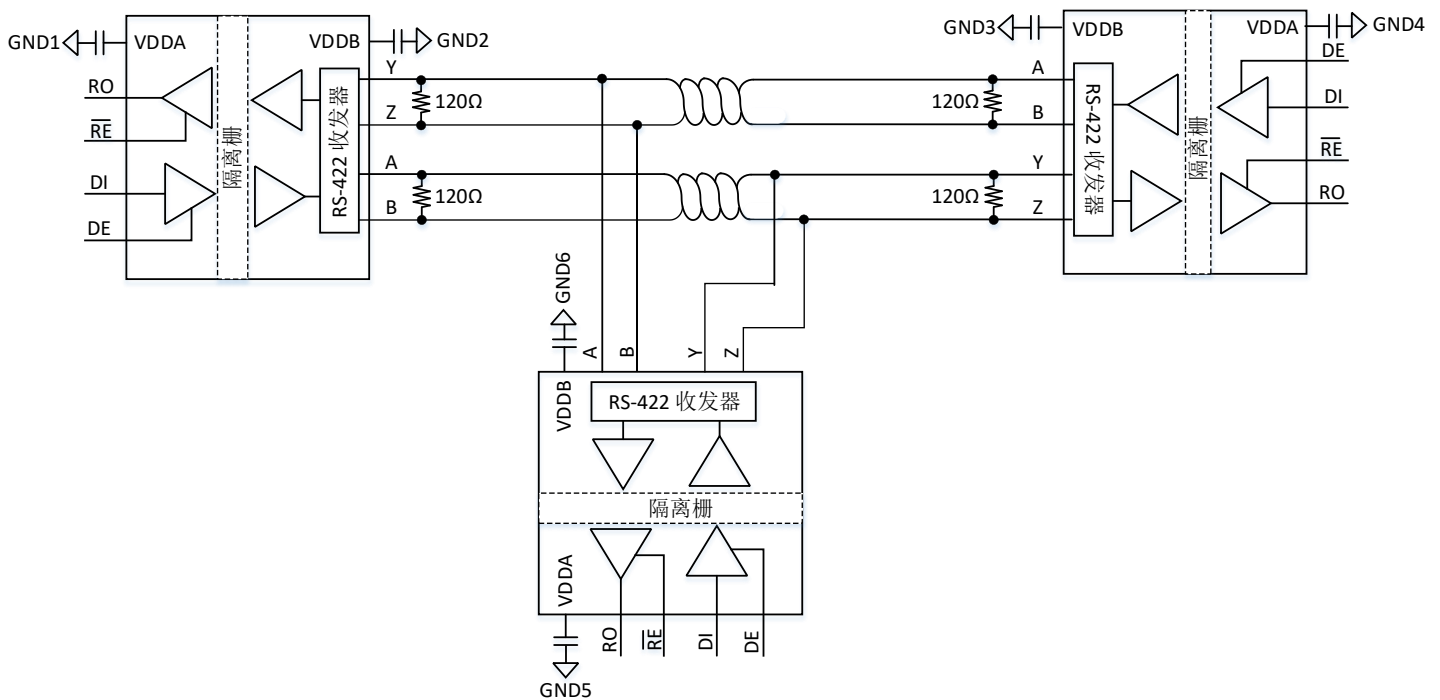 GND1
VDDA
VDDB
GND2
RO
RE
DI
DE
隔离栅
RS-422 收发器
Y
Z
A
B
120Ω
120Ω
120Ω
120Ω
GND3
VDDB
VDDA
GND4
A
B
Y
Z
RS-422 收发器
隔离栅
DE
DI
RE
RO
GND6
A
B
Y
Z
VDDB
RS-422 收发器
隔离栅
VDDA
RO
RE
DI
DE
GND5